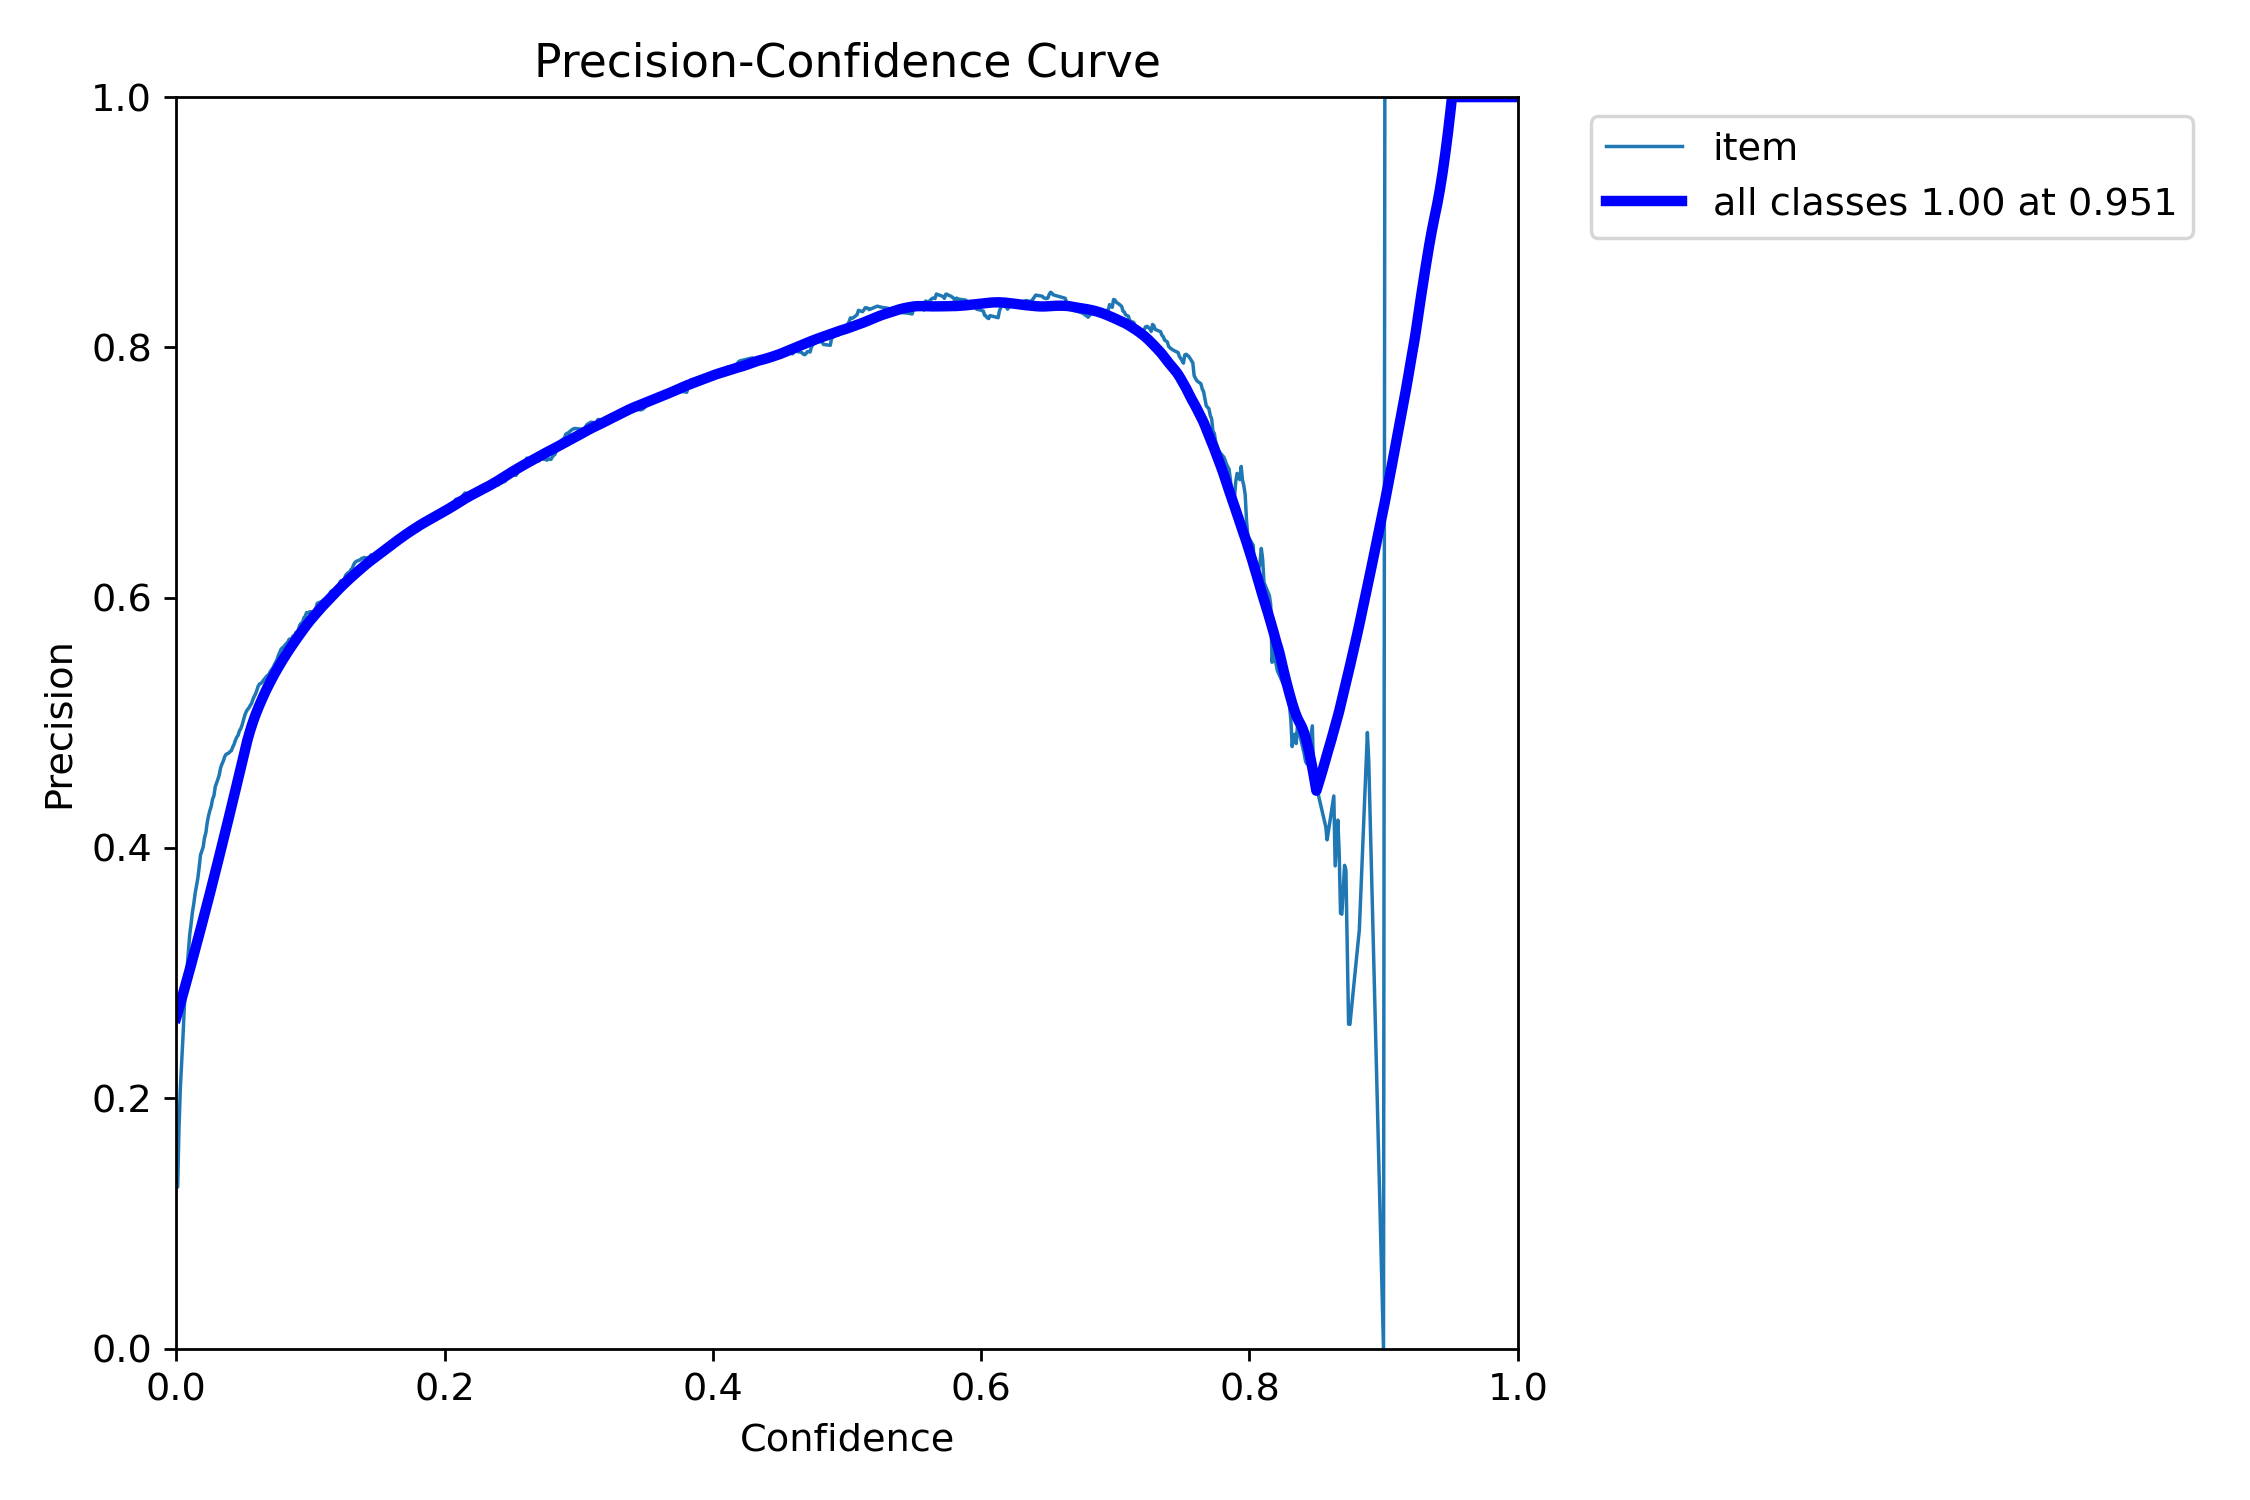 Precision-Confidence Curve
item
all classes 1.00 at 0.951
Precision
1.0
0.8
0.6
0.4
0.2
0.0
0.0 0.2 0.4 0.6 0.8 1.0
Confidence